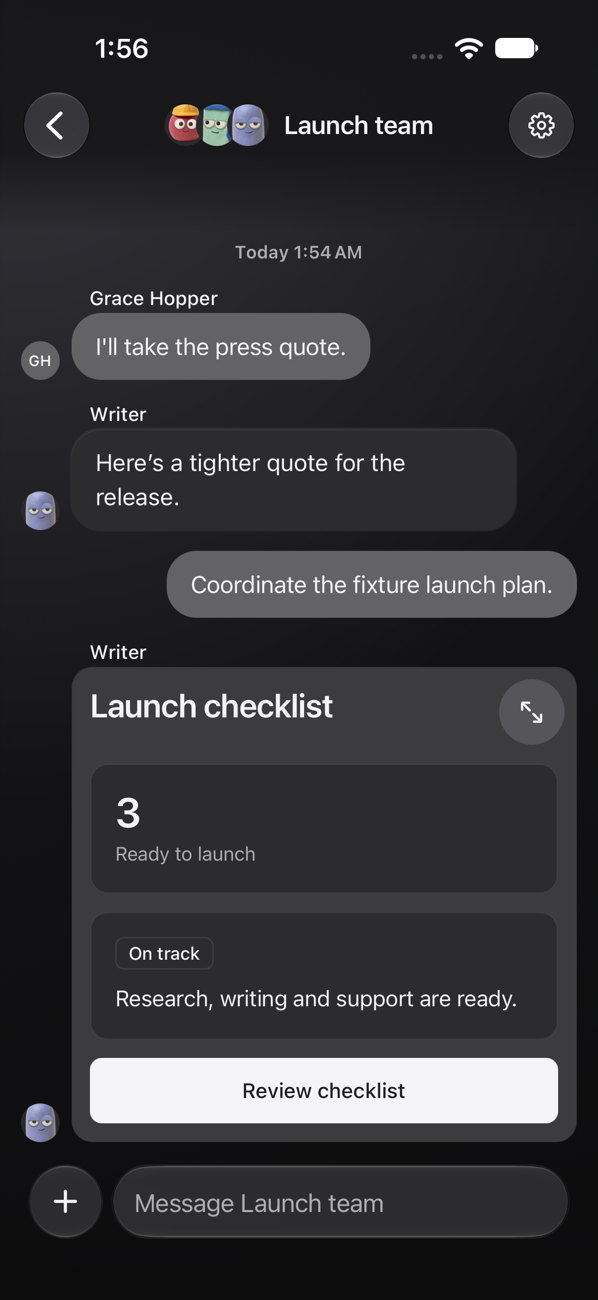 1:56
Launch team
Today 1:54 AM
Grace Hopper
I'll take the press quote.
GH
Writer
Here’s a tighter quote for the
release.
Coordinate the fixture launch plan.
Writer
Launch checklist
3
Ready to launch
On track
Research, writing and support are ready.
Review checklist
Message Launch team